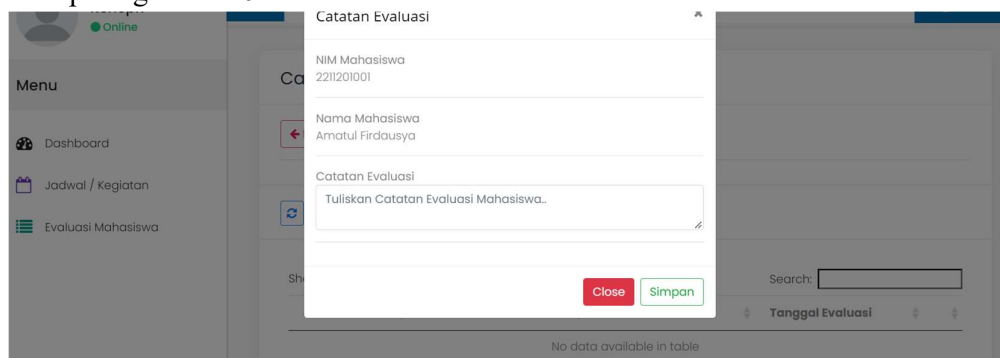 Online
Menu
Dashboard
Jadwal / Kegiatan
Evaluasi Mahasiswa
Catatan Evaluasi
×
NIM Mahasiswa
2211201001
Nama Mahasiswa
Amatul Firdausya
Catatan Evaluasi
Tuliskan Catatan Evaluasi Mahasiswa..
Close Simpan
Search:
Tanggal Evaluasi
No data available in table